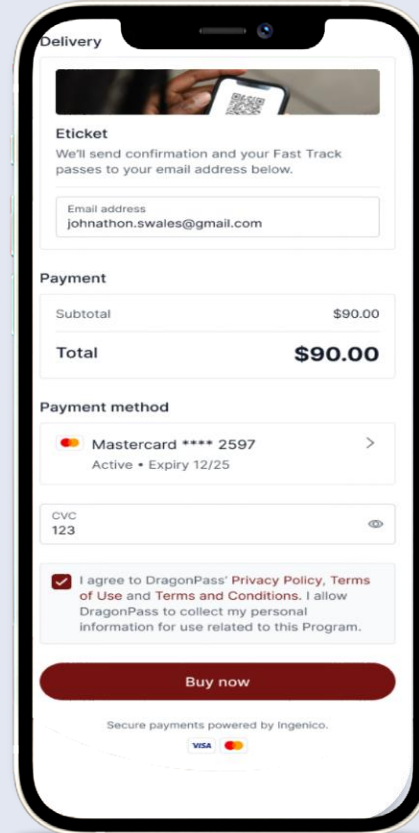 Delivery
Eticket
We'll send confirmation and your Fast Track
passes to your email address below.
Email address
johnathon.swales@gmail.com
Payment
Subtotal $90.00
Total $90.00
Payment method
Mastercard **** 2597
Active • Expiry 12/25
CVC
123
I agree to DragonPass' Privacy Policy, Terms
of Use and Terms and Conditions. I allow
DragonPass to collect my personal
information for use related to this Program.
Buy now
Secure payments powered by Ingenico.
VISA